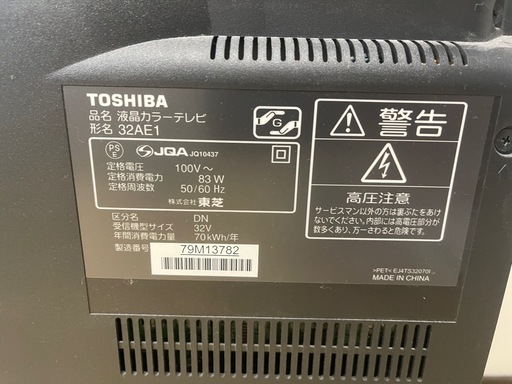 TOSHIBA
品名 液晶カラーテレビ
形名 32AE1
PS
E
JQA JQ10437
定格電圧 100V～
定格消費電力 83 W
定格周波数 50/60 Hz
株式会社 東芝
区分名 DN
受信機型サイズ 32V
年間消費電力量 70kWh/年
製造番号 79M13782
G
警告
高圧注意
サービスマン以外の方は裏ぶたをあけ
ないでください。内部には高電圧部分が
数多くあり、万一さわると危険です。
>PET< EJ4TS32070I
MADE IN CHINA